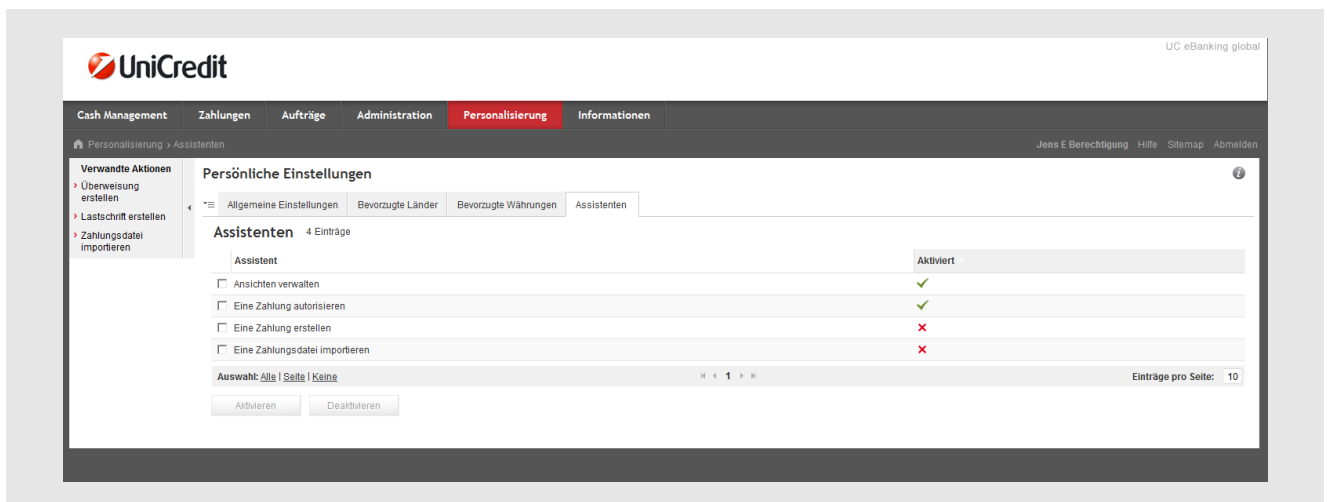 UC eBanking global
UniCredit
Cash Management Zahlungen Aufträge Administration Personalisierung Informationen
Personalisierung › Assistenten
Jens E Berechtigung Hilfe Sitemap Abmelden
Verwandte Aktionen
Überweisung
erstellen
Lastschrift erstellen
Zahlungsdatei
importieren
Persönliche Einstellungen
Allgemeine Einstellungen Bevorzugte Länder Bevorzugte Währungen Assistenten
Assistenten 4 Einträge
Assistent Aktiviert
Ansichten verwalten
Eine Zahlung autorisieren
Eine Zahlung erstellen
Eine Zahlungsdatei importieren
Auswahl: Alle | Seite | Keine 1 Einträge pro Seite: 10
Aktivieren Deaktivieren